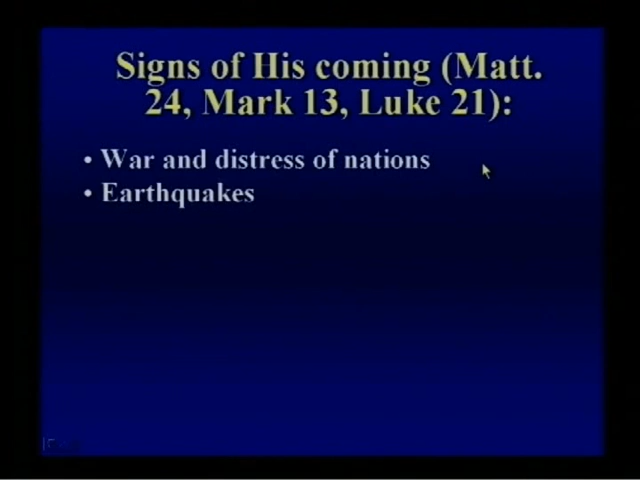 Signs of His coming (Matt.
24, Mark 13, Luke 21):
• War and distress of nations
• Earthquakes